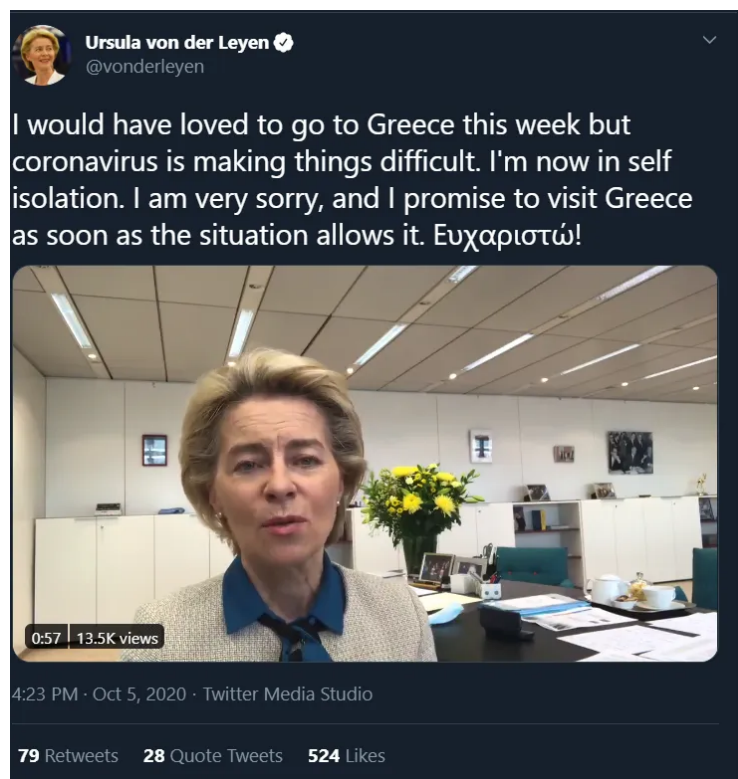 Ursula von der Leyen
@vonderleyen
I would have loved to go to Greece this week but
coronavirus is making things difficult. I'm now in self
isolation. I am very sorry, and I promise to visit Greece
as soon as the situation allows it. Ευχαριστώ!
0:57 13.5K views
4:23 PM · Oct 5, 2020 · Twitter Media Studio
79 Retweets 28 Quote Tweets 524 Likes